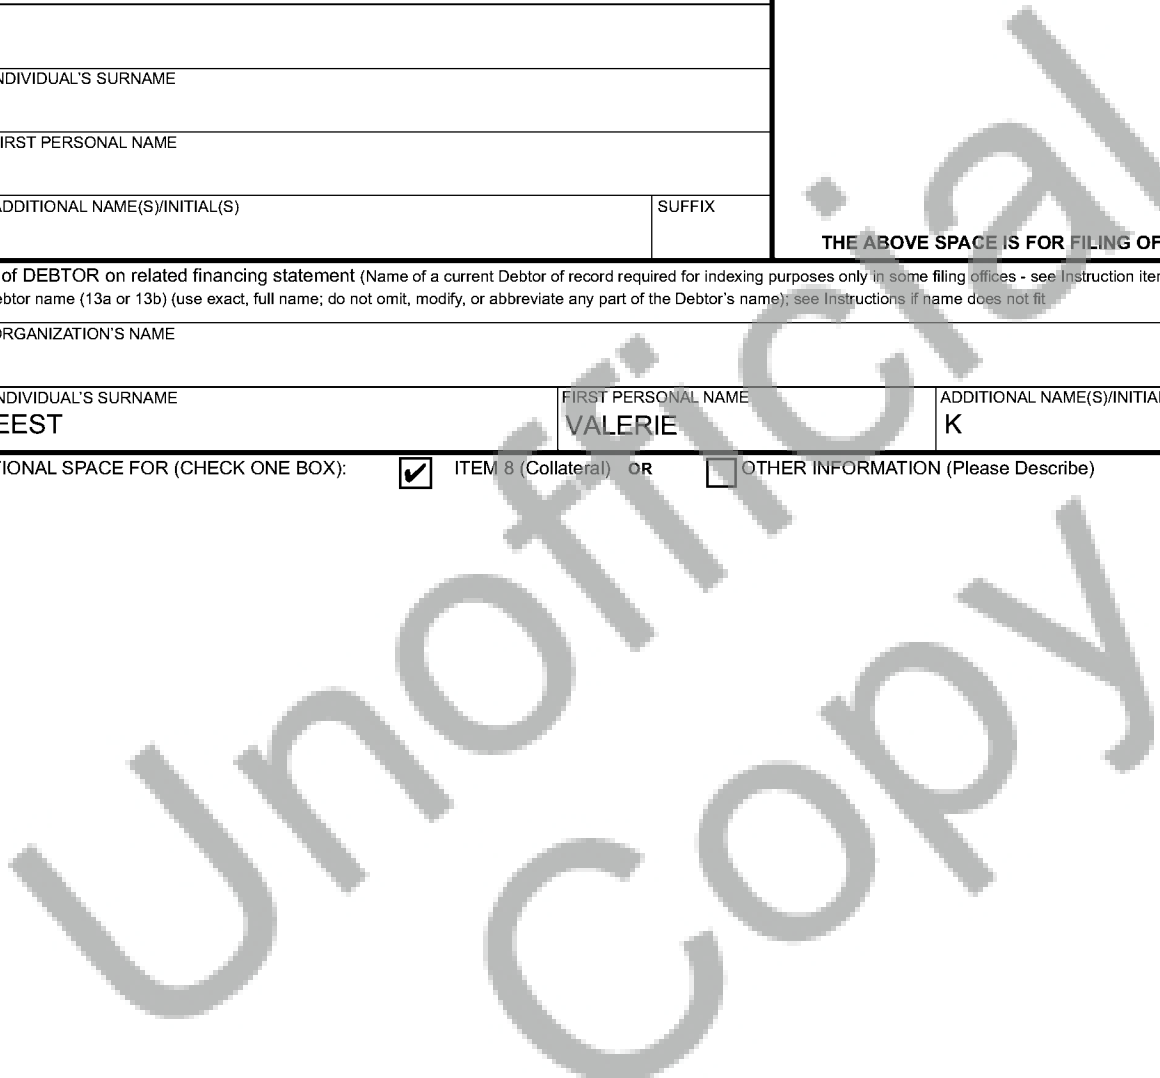 NDIVIDUAL'S SURNAME
IRST PERSONAL NAME
ADDITIONAL NAME(S)/INITIAL(S) SUFFIX
THE ABOVE SPACE IS FOR FILING OF
of DEBTOR on related financing statement (Name of a current Debtor of record required for indexing purposes only in some filing offices - see Instruction item
ebtor name (13a or 13b) (use exact, full name; do not omit, modify, or abbreviate any part of the Debtor's name); see Instructions if name does not fit
ORGANIZATION'S NAME
NDIVIDUAL'S SURNAME FIRST PERSONAL NAME ADDITIONAL NAME(S)/INITIAL
EEST VALERIE K
TIONAL SPACE FOR (CHECK ONE BOX): ✔ ITEM 8 (Collateral) OR OTHER INFORMATION (Please Describe)
Unofficial
Copy